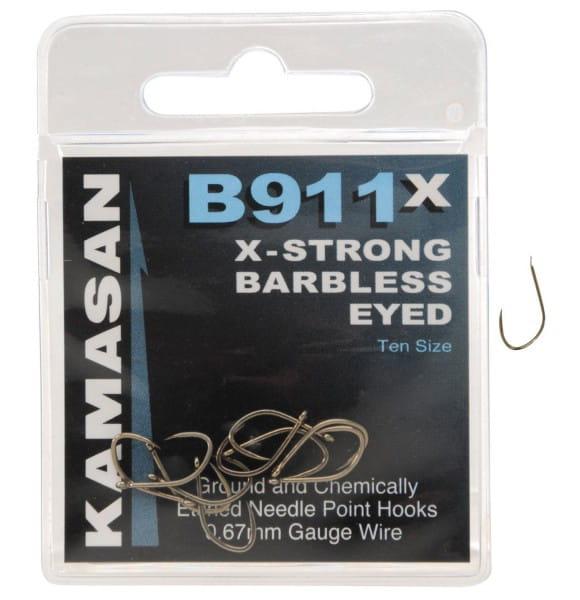 KAMASAN
B911X
X-STRONG
BARBLESS
EYED
Ten Size
Ground and Chemically
Etched Needle Point Hooks
0.67mm Gauge Wire